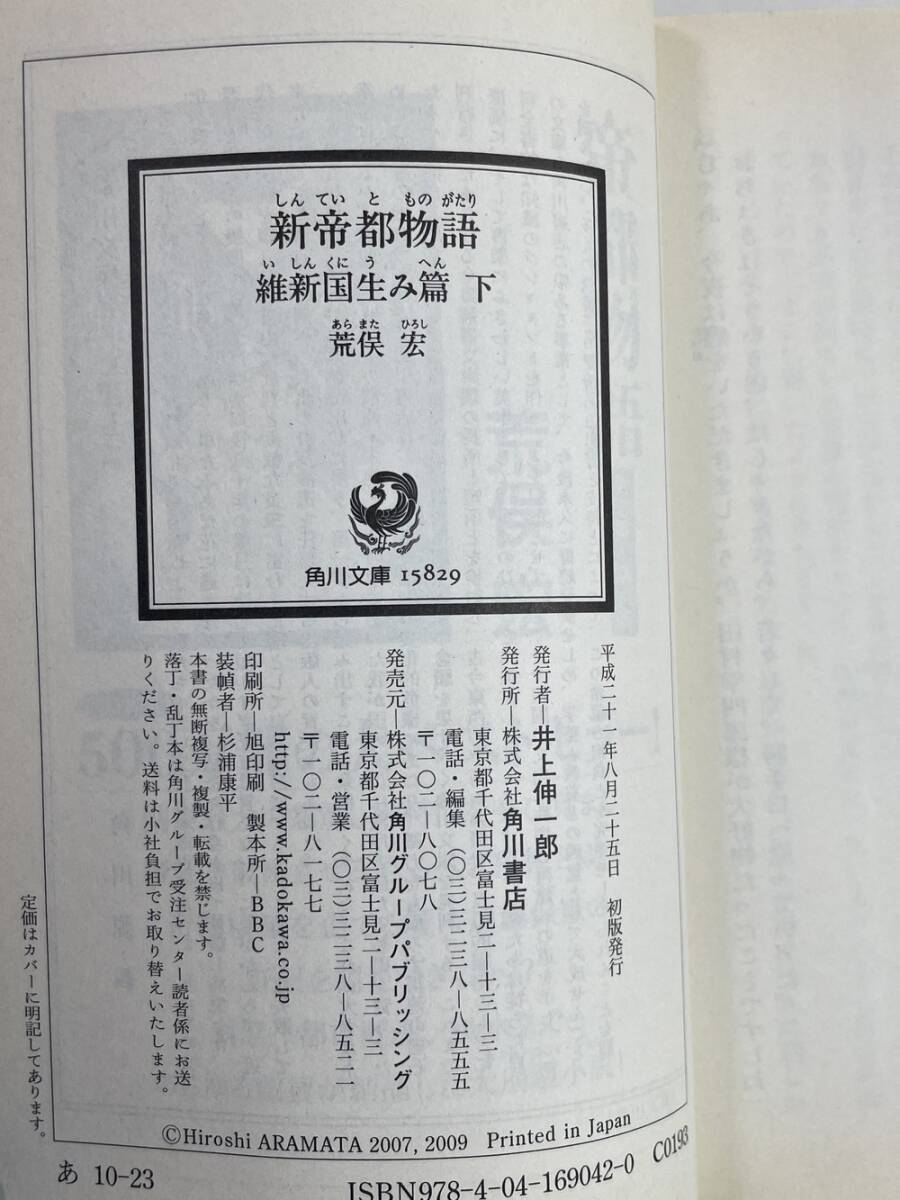 しんていとものがたり
新帝都物語
いしんくにうへん
維新国生み篇 下
あらまた ひろし
荒俣 宏
角川文庫 15829
平成二十一年八月二十五日 初版発行
発行者―井上伸一郎
発行所―株式会社角川書店
東京都千代田区富士見二―十三―三
電話・編集 (〇三)三二三八―八五五五
〒一〇二―八〇七八
発売元―株式会社角川グループパブリッシング
東京都千代田区富士見二―十三―三
電話・営業 (〇三)三二三八―八五二一
〒一〇二―八一七七
http://www.kadokawa.co.jp
印刷所―旭印刷 製本所―BBC
装幀者―杉浦康平
本書の無断複写・複製・転載を禁じます。
落丁・乱丁本は角川グループ受注センター読者係にお送
りください。送料は小社負担でお取り替えいたします。
定価はカバーに明記してあります。
©Hiroshi ARAMATA 2007, 2009 Printed in Japan
あ 10-23
ISBN978-4-04-169042-0 C0193